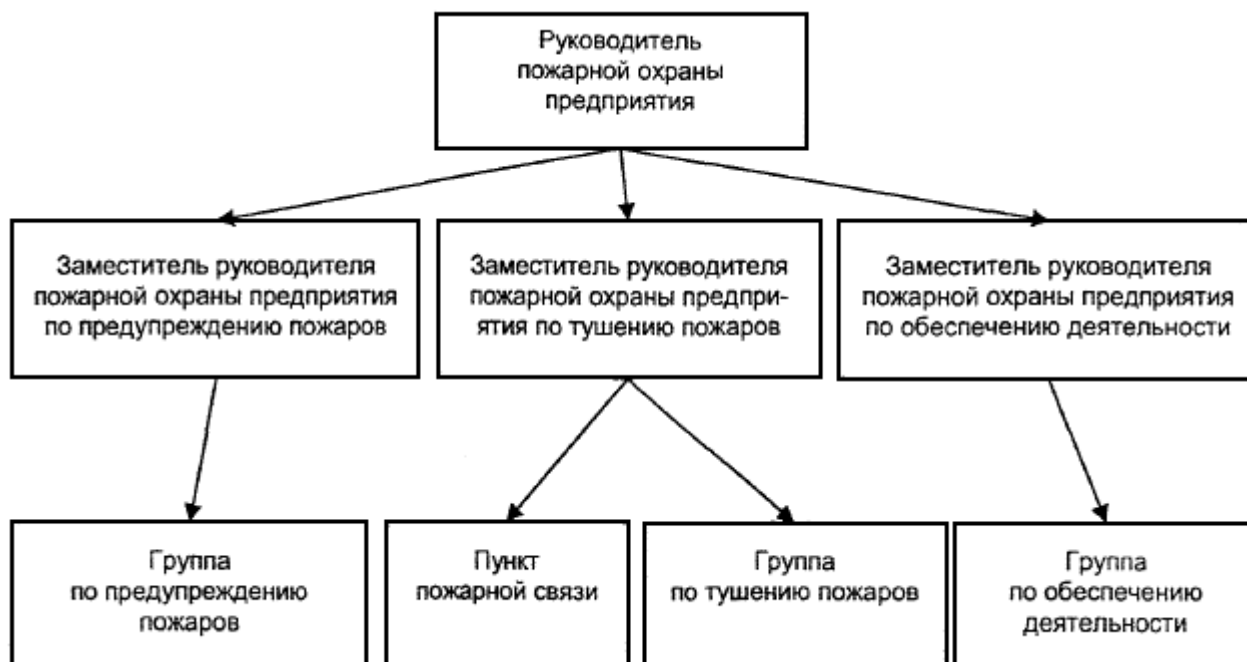 Руководитель
пожарной охраны
предприятия
Заместитель руководителя
пожарной охраны предприятия
по предупреждению пожаров
Заместитель руководителя
пожарной охраны предпри-
ятия по тушению пожаров
Заместитель руководителя
пожарной охраны предприятия
по обеспечению деятельности
Группа
по предупреждению
пожаров
Пункт
пожарной связи
Группа
по тушению пожаров
Группа
по обеспечению
деятельности